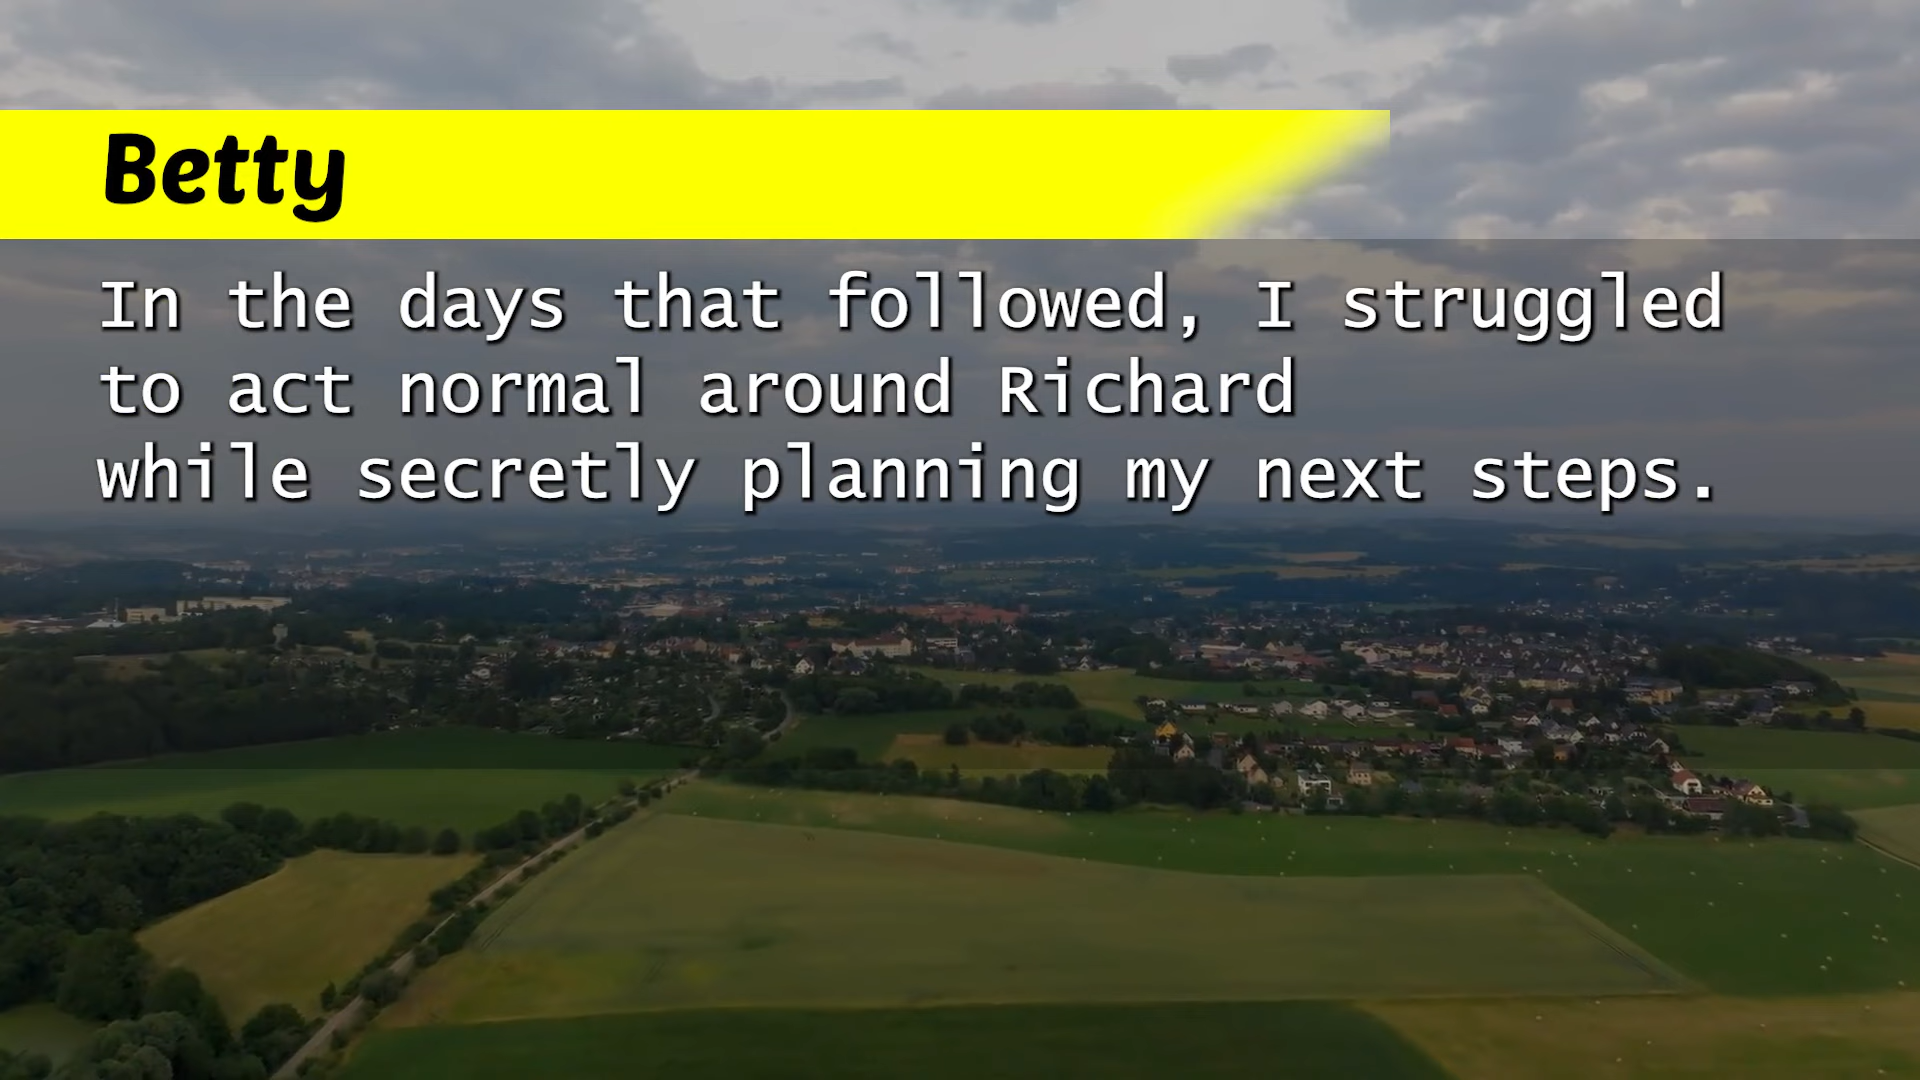 Betty
In the days that followed, I struggled
to act normal around Richard
while secretly planning my next steps.